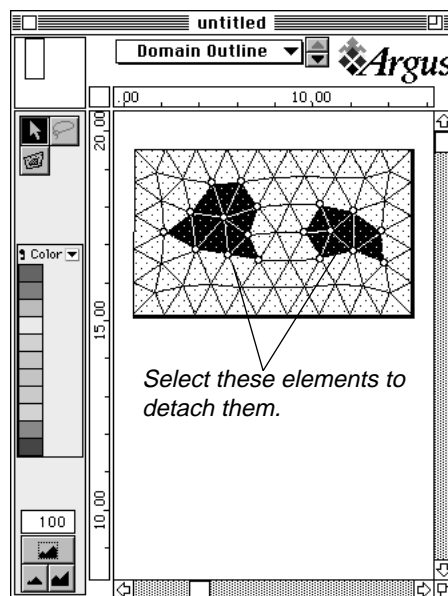 untitled
Domain Outline
Argus
.00 10.00
20.00
Color
15.00
Select these elements to
detach them.
10.00
100